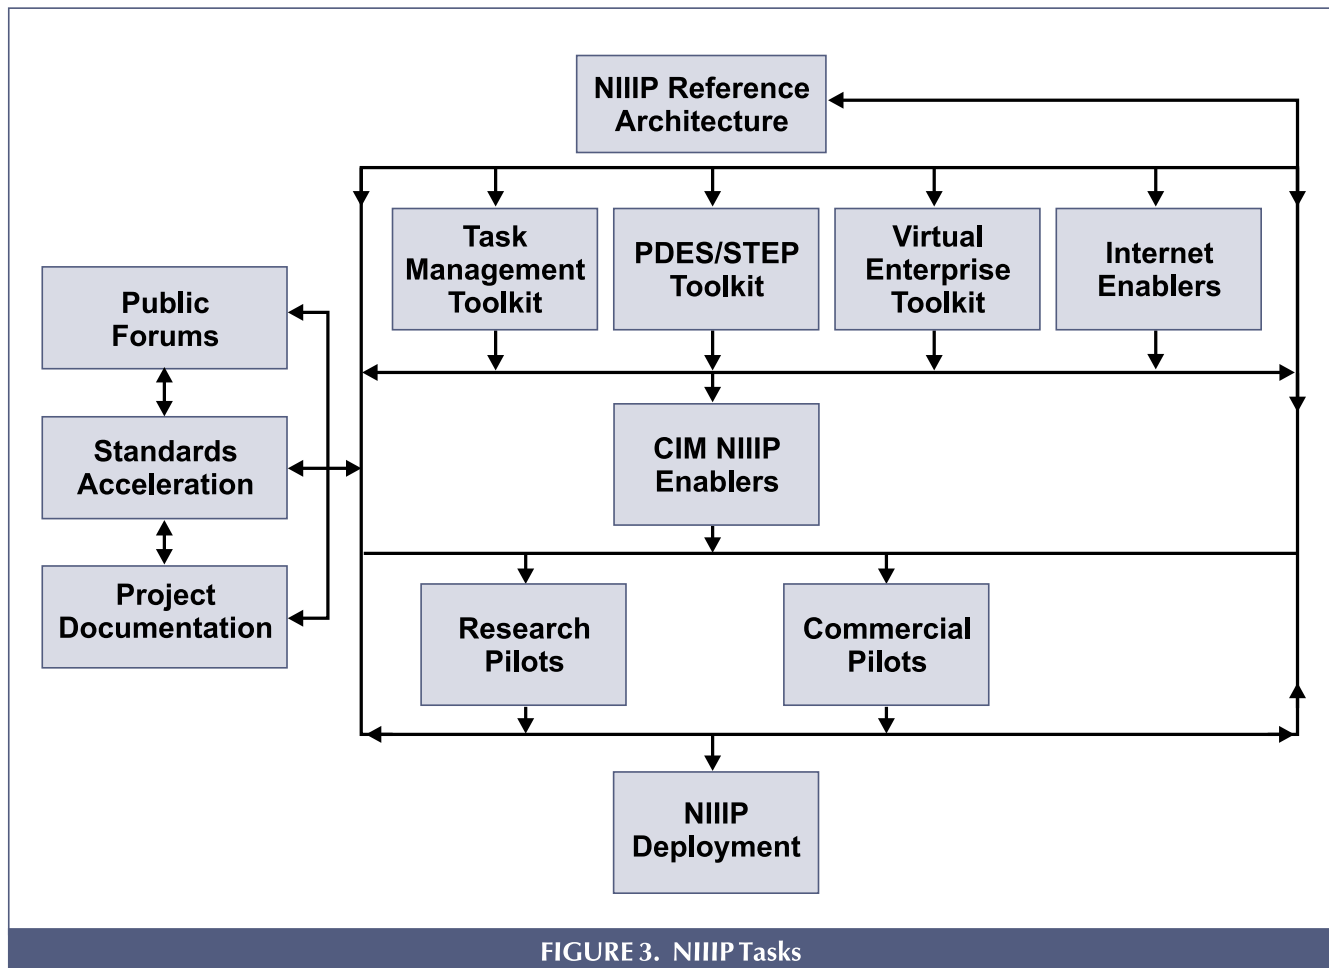 NIIIP Reference
Architecture
Task
Management
Toolkit
PDES/STEP
Toolkit
Virtual
Enterprise
Toolkit
Internet
Enablers
Public
Forums
Standards
Acceleration
Project
Documentation
CIM NIIIP
Enablers
Research
Pilots
Commercial
Pilots
NIIIP
Deployment
FIGURE 3. NIIIP Tasks